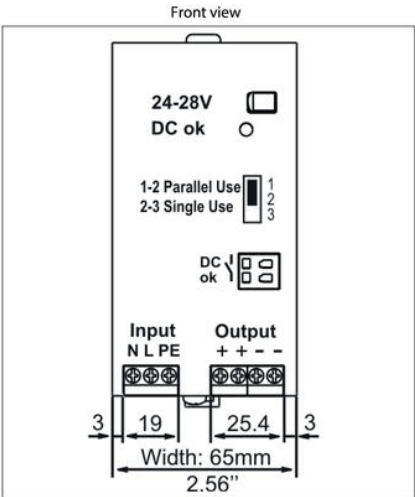 Front view
24-28V
DC ok
1-2 Parallel Use 1
2-3 Single Use 2
3
DC
ok
Input Output
N L PE + + - -
3 19 25.4 3
Width: 65mm
2.56’’